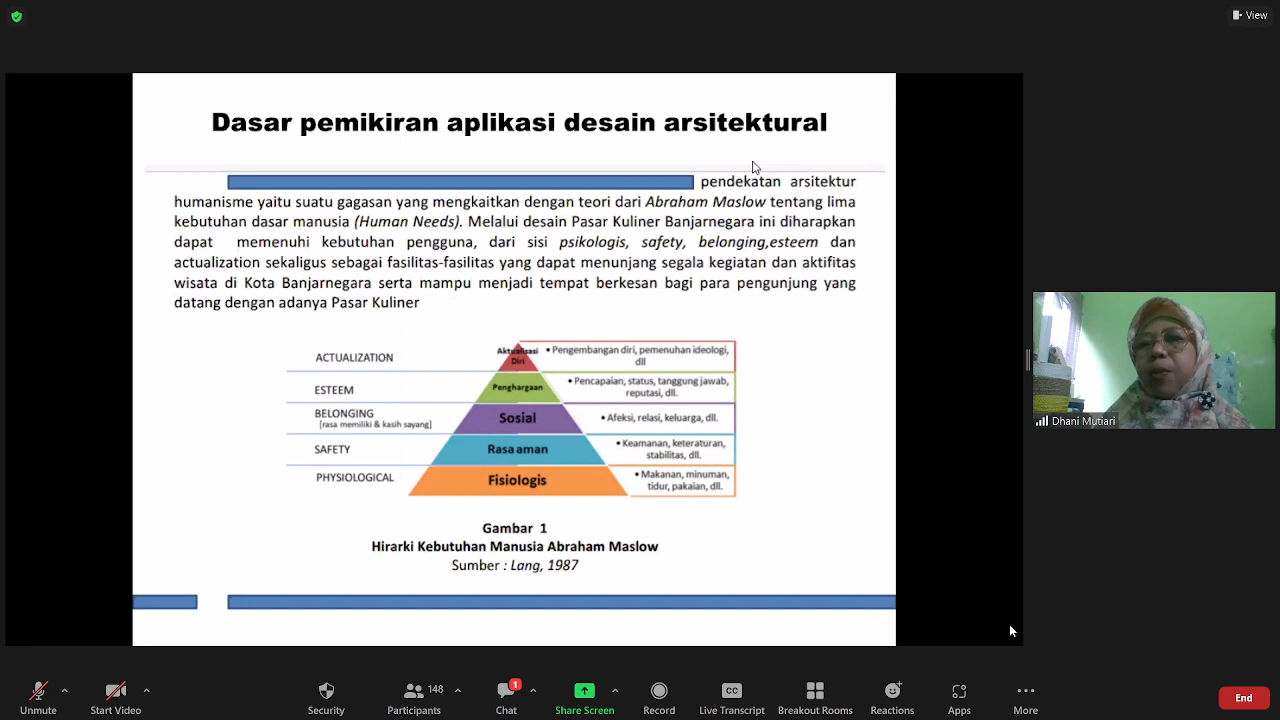 View
Dasar pemikiran aplikasi desain arsitektural
pendekatan arsitektur
humanisme yaitu suatu gagasan yang mengkaitkan dengan teori dari Abraham Maslow tentang lima
kebutuhan dasar manusia (Human Needs). Melalui desain Pasar Kuliner Banjarnegara ini diharapkan
dapat memenuhi kebutuhan pengguna, dari sisi psikologis, safety, belonging,esteem dan
actualization sekaligus sebagai fasilitas-fasilitas yang dapat menunjang segala kegiatan dan aktifitas
wisata di Kota Banjarnegara serta mampu menjadi tempat berkesan bagi para pengunjung yang
datang dengan adanya Pasar Kuliner
ACTUALIZATION
Aktualisasi
Diri
• Pengembangan diri, pemenuhan ideologi,
dll
ESTEEM
Penghargaan
• Pencapaian, status, tanggung jawab,
reputasi, dll.
BELONGING
[rasa memiliki & kasih sayang]
Sosial
• Afeksi, relasi, keluarga, dll.
SAFETY
Rasa aman
• Keamanan, keteraturan,
stabilitas, dll.
PHYSIOLOGICAL
Fisiologis
• Makanan, minuman,
tidur, pakaian, dll.
Gambar 1
Hirarki Kebutuhan Manusia Abraham Maslow
Sumber : Lang, 1987
Dhani Mutiari
Unmute
Start Video
Security
Participants
148
Chat
1
Share Screen
Record
CC
Live Transcript
Breakout Rooms
Reactions
Apps
More
End